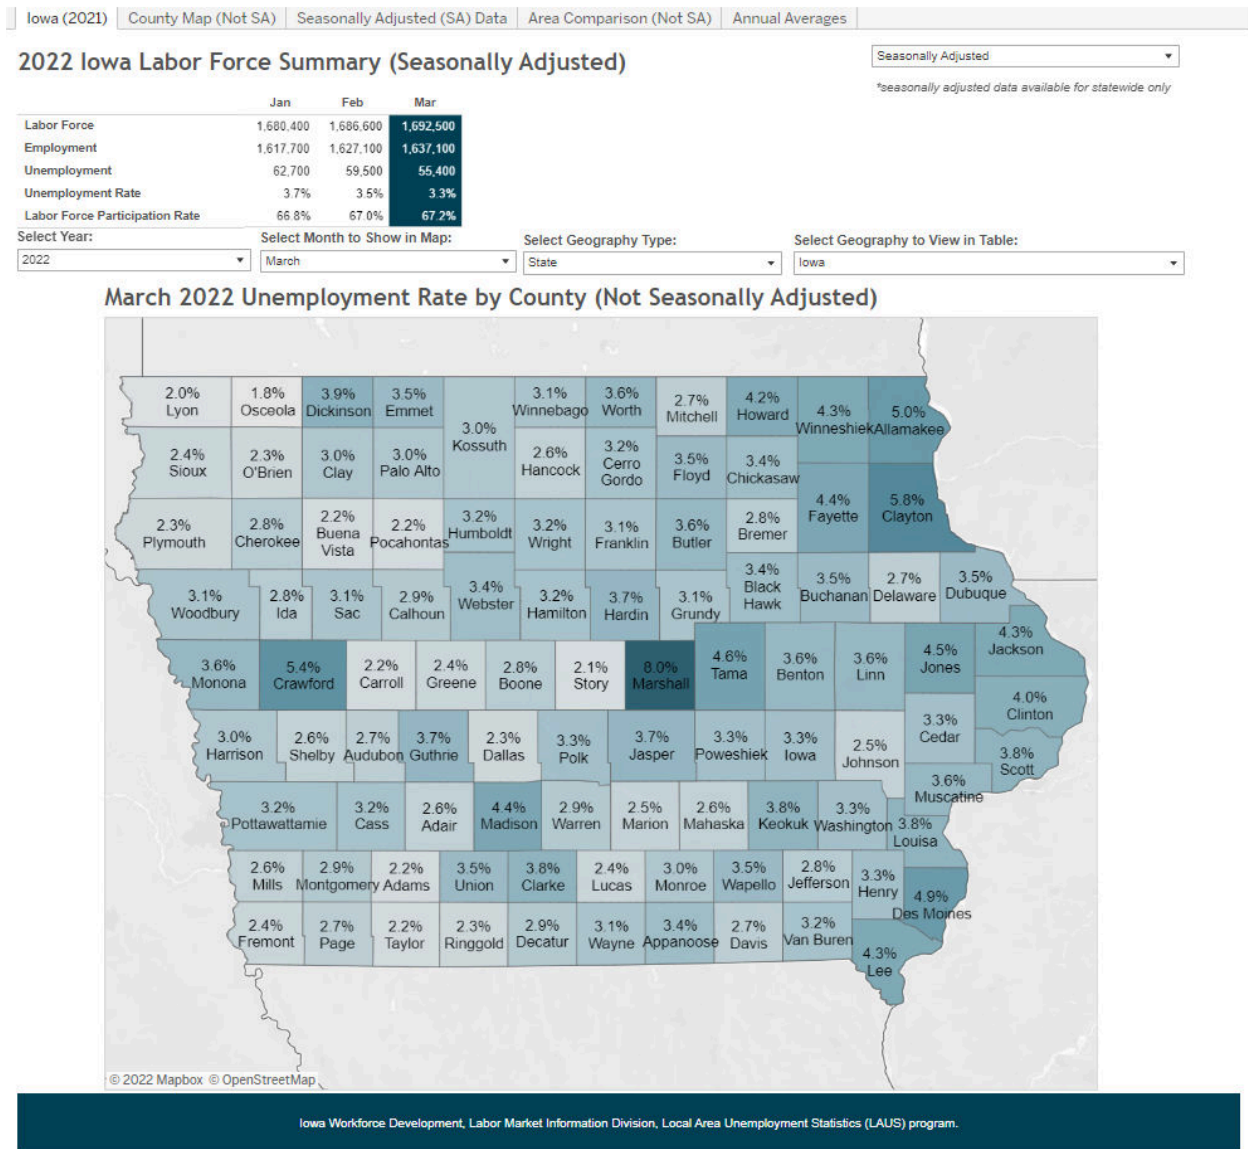 Iowa (2021) County Map (Not SA) Seasonally Adjusted (SA) Data Area Comparison (Not SA) Annual Averages
2022 Iowa Labor Force Summary (Seasonally Adjusted)
Seasonally Adjusted
*seasonally adjusted data available for statewide only
Jan Feb Mar
Labor Force 1,680,400 1,686,600 1,692,500
Employment 1,617,700 1,627,100 1,637,100
Unemployment 62,700 59,500 55,400
Unemployment Rate 3.7% 3.5% 3.3%
Labor Force Participation Rate 66.8% 67.0% 67.2%
Select Year: Select Month to Show in Map: Select Geography Type: Select Geography to View in Table:
2022 March State Iowa
March 2022 Unemployment Rate by County (Not Seasonally Adjusted)
2.0%
Lyon
1.8%
Osceola
3.9%
Dickinson
3.5%
Emmet
3.0%
Kossuth
3.1%
Winnebago
3.6%
Worth
2.7%
Mitchell
4.2%
Howard
4.3%
Winneshiek
5.0%
Allamakee
2.4%
Sioux
2.3%
O'Brien
3.0%
Clay
3.0%
Palo Alto
2.6%
Hancock
3.2%
Cerro
Gordo
3.5%
Floyd
3.4%
Chickasaw
4.4%
Fayette
5.8%
Clayton
2.3%
Plymouth
2.8%
Cherokee
2.2%
Buena
Vista
2.2%
Pocahontas
3.2%
Humboldt
3.2%
Wright
3.1%
Franklin
3.6%
Butler
2.8%
Bremer
3.1%
Woodbury
2.8%
Ida
3.1%
Sac
2.9%
Calhoun
3.4%
Webster
3.2%
Hamilton
3.7%
Hardin
3.1%
Grundy
3.4%
Black
Hawk
3.5%
Buchanan
2.7%
Delaware
3.5%
Dubuque
3.6%
Monona
5.4%
Crawford
2.2%
Carroll
2.4%
Greene
2.8%
Boone
2.1%
Story
8.0%
Marshall
4.6%
Tama
3.6%
Benton
3.6%
Linn
4.5%
Jones
4.3%
Jackson
4.0%
Clinton
3.0%
Harrison
2.6%
Shelby
2.7%
Audubon
3.7%
Guthrie
2.3%
Dallas
3.3%
Polk
3.7%
Jasper
3.3%
Poweshiek
3.3%
Iowa
2.5%
Johnson
3.3%
Cedar
3.8%
Scott
3.6%
Muscatine
3.2%
Pottawattamie
3.2%
Cass
2.6%
Adair
4.4%
Madison
2.9%
Warren
2.5%
Marion
2.6%
Mahaska
3.8%
Keokuk
3.3%
Washington
3.8%
Louisa
2.6%
Mills
2.9%
Montgomery
2.2%
Adams
3.5%
Union
3.8%
Clarke
2.4%
Lucas
3.0%
Monroe
3.5%
Wapello
2.8%
Jefferson
3.3%
Henry
4.9%
Des Moines
2.4%
Fremont
2.7%
Page
2.2%
Taylor
2.3%
Ringgold
2.9%
Decatur
3.1%
Wayne
3.4%
Appanoose
2.7%
Davis
3.2%
Van Buren
4.3%
Lee
© 2022 Mapbox © OpenStreetMap
Iowa Workforce Development, Labor Market Information Division, Local Area Unemployment Statistics (LAUS) program.